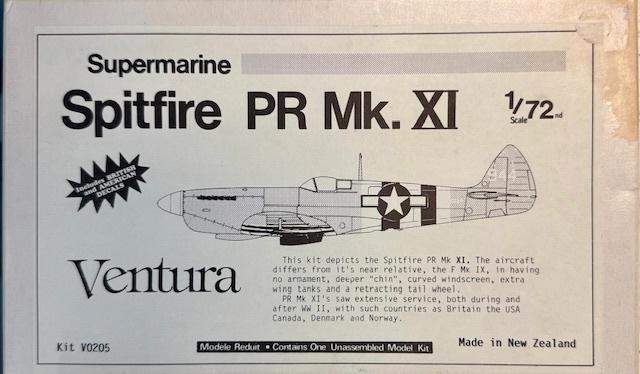 Supermarine
Spitfire PR Mk. XI
1/72nd
Scale
Includes BRITISH
and AMERICAN
DECALS
This kit depicts the Spitfire PR Mk XI. The aircraft
differs from it's near relative, the F Mk IX, in having
no armament, deeper "chin", curved windscreen, extra
wing tanks and a retracting tail wheel.
PR Mk XI's saw extensive service, both during and
after WW II, with such countries as Britain the USA
Canada, Denmark and Norway.
Ventura
Kit V0205
Modele Reduit • Contains One Unassembled Model Kit
Made in New Zealand